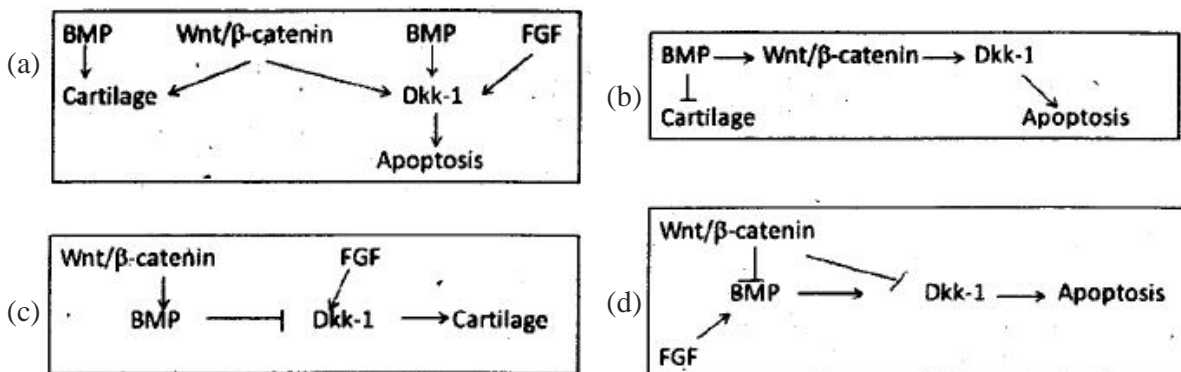 (a)
BMP Wnt/β-catenin BMP FGF
Cartilage Dkk-1
Apoptosis
(b)
BMP Wnt/β-catenin Dkk-1
Cartilage Apoptosis
(c)
Wnt/β-catenin FGF
BMP Dkk-1 Cartilage
(d)
Wnt/β-catenin
BMP Dkk-1 Apoptosis
FGF